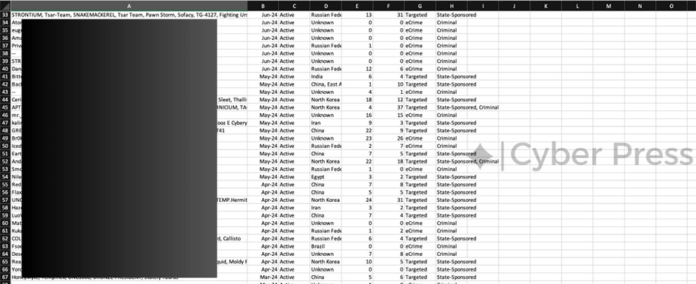 A B C D E F G H I J K L M N O
33 STRONTIUM, Tsar-Team, SNAKEMACKEREL, Tsar Team, Pawn Storm, Sofacy, TG-4127, Fighting Ur Jun-24 Active Russian Fede 13 31 Targeted State-Sponsored
34 Jun-24 Active Unknown 0 0 eCrime Criminal
35 Jun-24 Active Unknown 0 0 eCrime Criminal
36 Jun-24 Active Unknown 0 0 eCrime Criminal
37 Jun-24 Active Russian Fede 1 0 eCrime Criminal
38 Jun-24 Active Unknown 0 0 eCrime Criminal
39 STR Jun-24 Active Unknown 0 0 eCrime Criminal
40 Jun-24 Active Russian Fede 12 6 eCrime Criminal
41 May-24 Active India 6 4 Targeted State-Sponsored
42 May-24 Active China, East A 1 10 Targeted State-Sponsored
43 May-24 Active Unknown 4 1 eCrime Criminal
44 Sleet, Thalli May-24 Active North Korea 18 12 Targeted State-Sponsored
45 APT May-24 Active North Korea 4 37 Targeted State-Sponsored, Criminal
46 May-24 Active Unknown 16 15 eCrime Criminal
47 May-24 Active Iran 9 3 Targeted State-Sponsored
48 T41 May-24 Active China 22 9 Targeted State-Sponsored
49 May-24 Active Unknown 23 26 eCrime Criminal
50 May-24 Active Russian Fede 2 7 eCrime Criminal
51 May-24 Active China 7 5 Targeted State-Sponsored
52 May-24 Active North Korea 22 18 Targeted State-Sponsored, Criminal
53 May-24 Active Russian Fede 1 0 eCrime Criminal
54 May-24 Active Egypt 3 2 Targeted State-Sponsored
55 Apr-24 Active China 7 8 Targeted State-Sponsored
56 Apr-24 Active China 5 5 Targeted State-Sponsored
57 TEMP.Hermit Apr-24 Active North Korea 24 31 Targeted State-Sponsored
58 Apr-24 Active Iran 3 2 Targeted State-Sponsored
59 Apr-24 Active China 7 4 Targeted State-Sponsored
60 Apr-24 Active Unknown 0 0 eCrime Criminal
61 Apr-24 Active Russian Fede 1 2 eCrime Criminal
62 COL d, Callisto Apr-24 Active Russian Fede 6 4 Targeted State-Sponsored
63 Apr-24 Active Brazil 0 0 eCrime Criminal
64 Apr-24 Active Unknown 7 8 eCrime Criminal
65 Moldy F Apr-24 Active North Korea 10 5 Targeted State-Sponsored
66 Apr-24 Active Unknown 0 0 Targeted State-Sponsored
67 Apr-24 Active China 5 6 Targeted State-Sponsored
Cyber Press